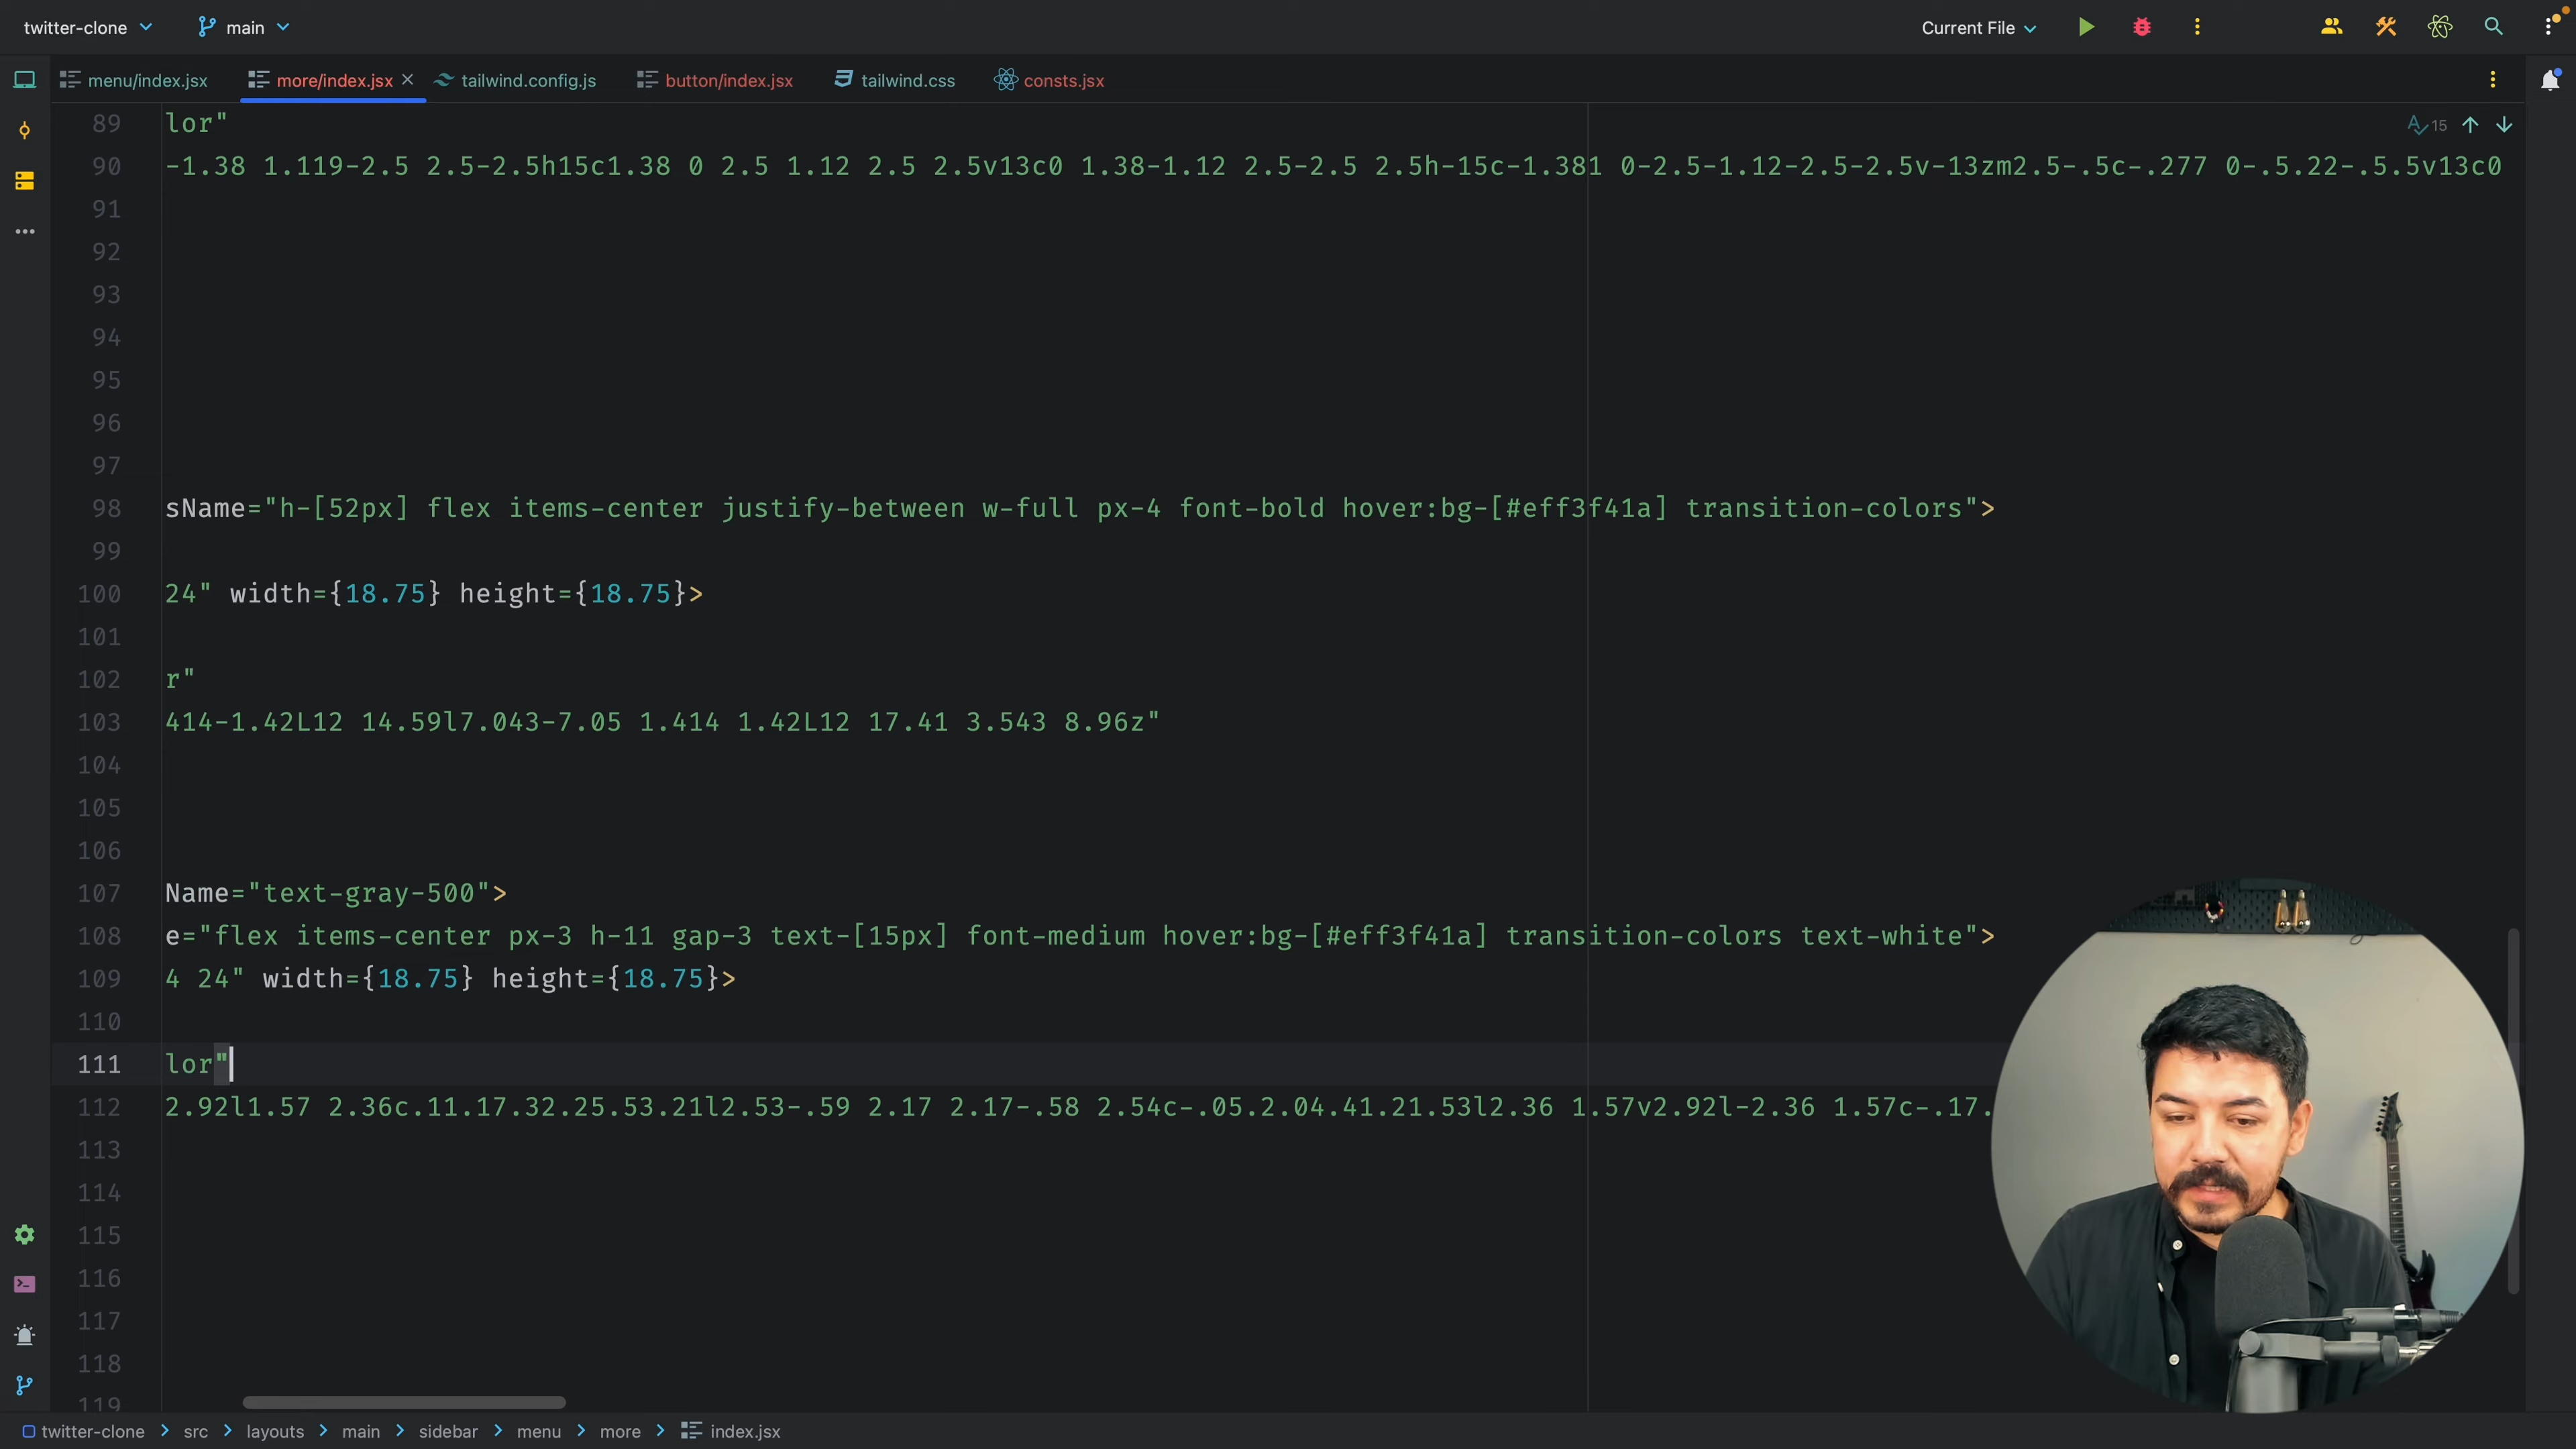 twitter-clone main Current File
menu/index.jsx more/index.jsx tailwind.config.js button/index.jsx tailwind.css consts.jsx
89 lor" 15
90 -1.38 1.119-2.5 2.5-2.5h15c1.38 0 2.5 1.12 2.5 2.5v13c0 1.38-1.12 2.5-2.5 2.5h-15c-1.381 0-2.5-1.12-2.5-2.5v-13zm2.5-.5c-.277 0-.5.22-.5.5v13c0
91
92
93
94
95
96
97
98 sName="h-[52px] flex items-center justify-between w-full px-4 font-bold hover:bg-[#eff3f41a] transition-colors">
99
100 24" width={18.75} height={18.75}>
101
102 r"
103 414-1.42L12 14.59l7.043-7.05 1.414 1.42L12 17.41 3.543 8.96z"
104
105
106
107 Name="text-gray-500">
108 e="flex items-center px-3 h-11 gap-3 text-[15px] font-medium hover:bg-[#eff3f41a] transition-colors text-white">
109 4 24" width={18.75} height={18.75}>
110
111 lor"
112 2.92l1.57 2.36c.11.17.32.25.53.21l2.53-.59 2.17 2.17-.58 2.54c-.05.2.04.41.21.53l2.36 1.57v2.92l-2.36 1.57c-.17.
113
114
115
116
117
118
119
twitter-clone > src > layouts > main > sidebar > menu > more > index.jsx